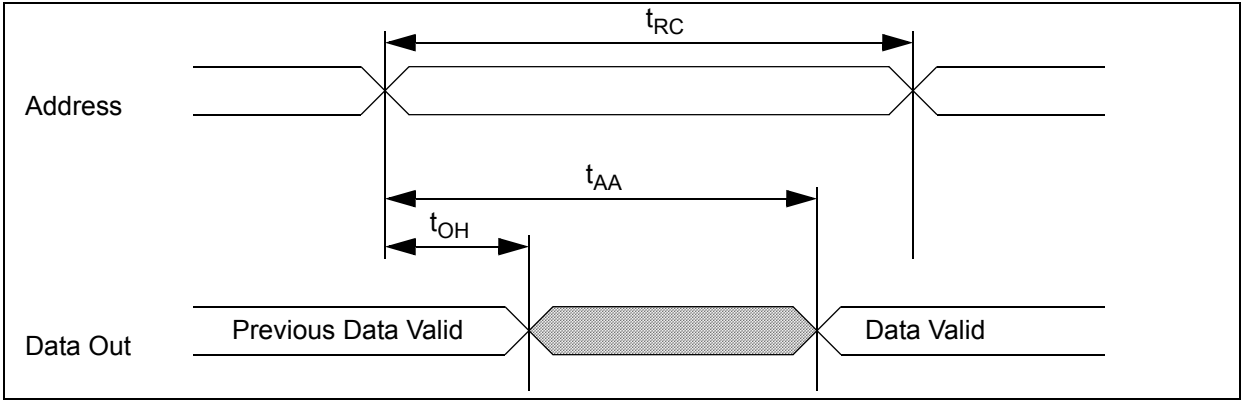 tRC
Address
tAA
tOH
Previous Data Valid
Data Valid
Data Out